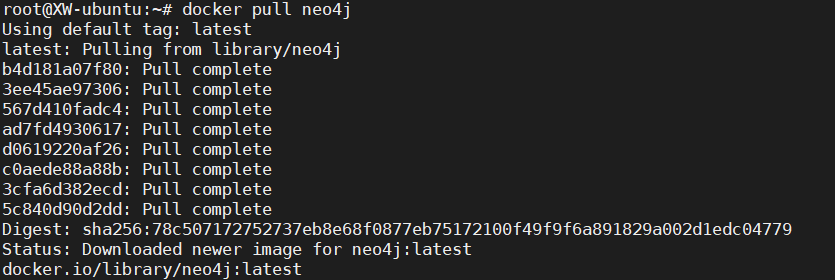 root@XW-ubuntu:~# docker pull neo4j
Using default tag: latest
latest: Pulling from library/neo4j
b4d181a07f80: Pull complete
3ee45ae97306: Pull complete
567d410fadc4: Pull complete
ad7fd4930617: Pull complete
d0619220af26: Pull complete
c0aede88a88b: Pull complete
3cfa6d382ecd: Pull complete
5c840d90d2dd: Pull complete
Digest: sha256:78c507172752737eb8e68f0877eb75172100f49f9f6a891829a002d1edc04779
Status: Downloaded newer image for neo4j:latest
docker.io/library/neo4j:latest